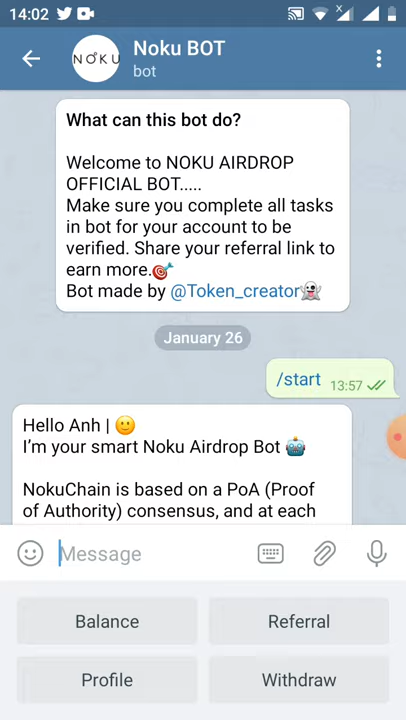 14:02
NOKU
Noku BOT
bot
What can this bot do?
Welcome to NOKU AIRDROP
OFFICIAL BOT.....
Make sure you complete all tasks
in bot for your account to be
verified. Share your referral link to
earn more.🎯
Bot made by @Token_creator👻
January 26
/start 13:57
Hello Anh | 🙂
I'm your smart Noku Airdrop Bot 🤖
NokuChain is based on a PoA (Proof
of Authority) consensus, and at each
Message
Balance
Referral
Profile
Withdraw